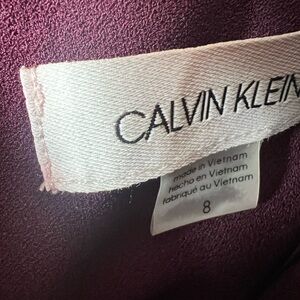 CALVIN KLEIN
made in Vietnam
hecho en Vietnam
fabriqué au Vietnam
8